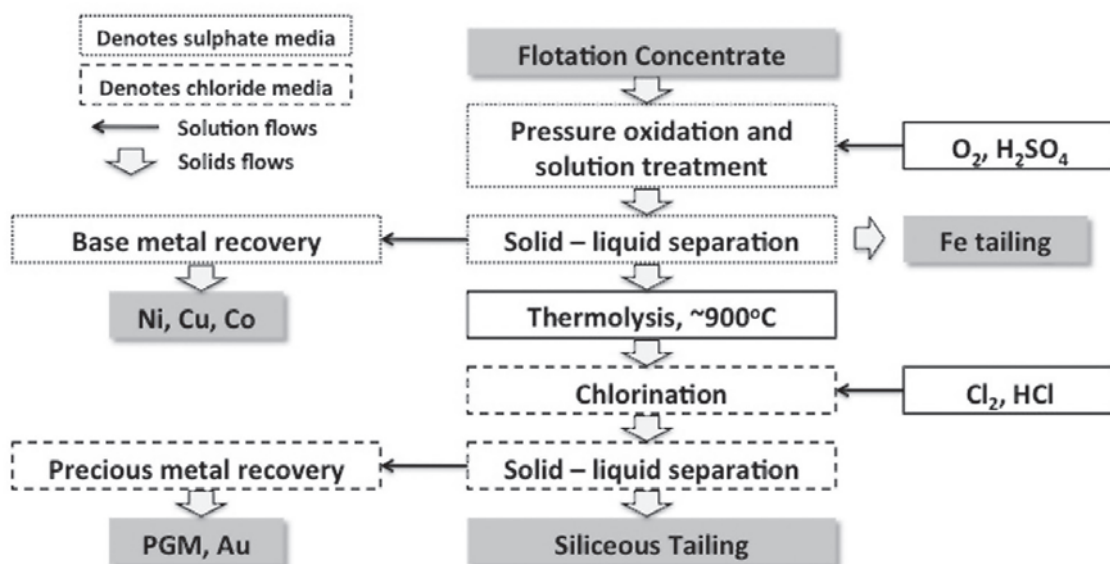 Denotes sulphate media
Denotes chloride media
Solution flows
Solids flows
Flotation Concentrate
Pressure oxidation and
solution treatment
O₂, H₂SO₄
Base metal recovery
Solid – liquid separation
Fe tailing
Ni, Cu, Co
Thermolysis, ~900°C
Chlorination
Cl₂, HCl
Precious metal recovery
Solid – liquid separation
PGM, Au
Siliceous Tailing